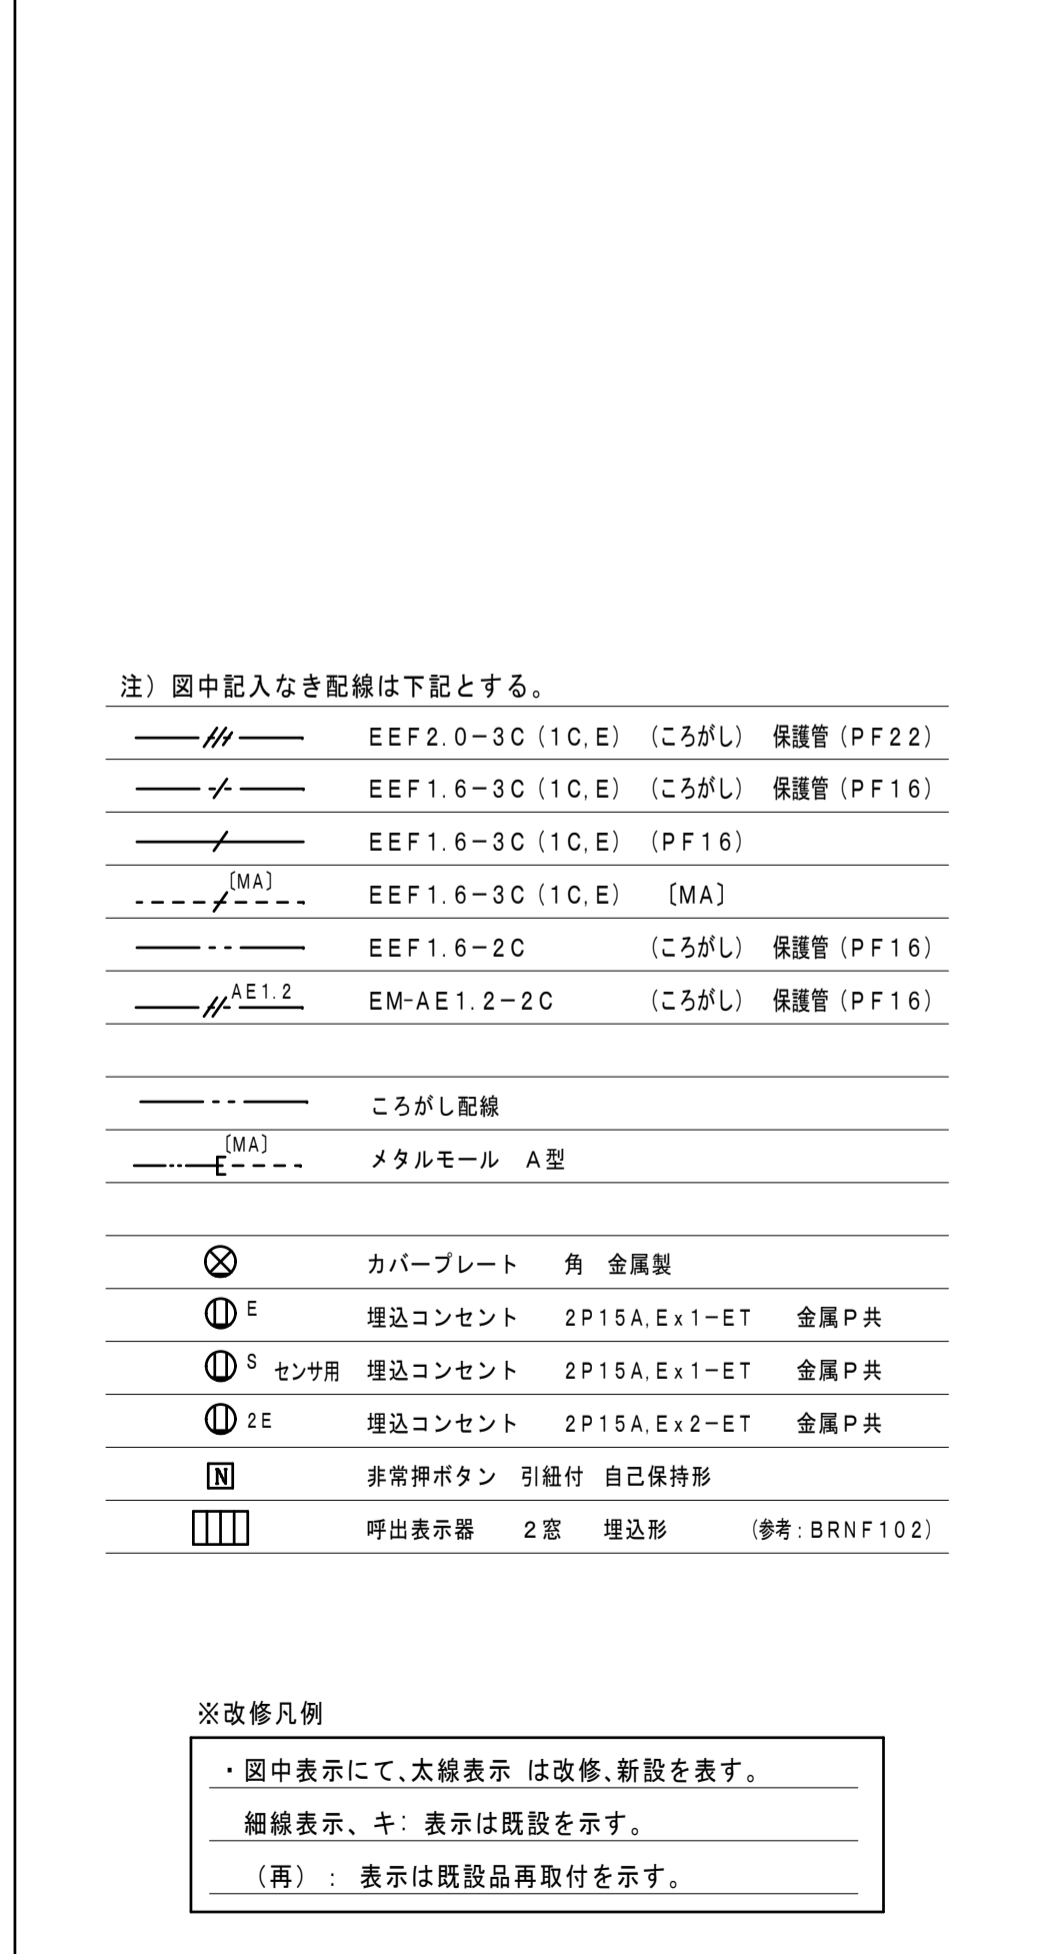 注）図中記入なき配線は下記とする。
EEF2.0－3C（1C,E）（ころがし） 保護管（PF22）
EEF1.6－3C（1C,E）（ころがし） 保護管（PF16）
EEF1.6－3C（1C,E）（PF16）
〔MA〕 EEF1.6－3C（1C,E） 〔MA〕
EEF1.6－2C （ころがし） 保護管（PF16）
AE1.2 EM-AE1.2－2C （ころがし） 保護管（PF16）
ころがし配線
〔MA〕 メタルモール A型
カバープレート 角 金属製
E 埋込コンセント 2P15A,Ex1－ET 金属P共
S センサ用 埋込コンセント 2P15A,Ex1－ET 金属P共
2E 埋込コンセント 2P15A,Ex2－ET 金属P共
N 非常押ボタン 引紐付 自己保持形
呼出表示器 2窓 埋込形 （参考：BRNF102）
※改修凡例
・図中表示にて、太線表示 は改修、新設を表す。
細線表示、キ：表示は既設を示す。
（再）：表示は既設品再取付を示す。